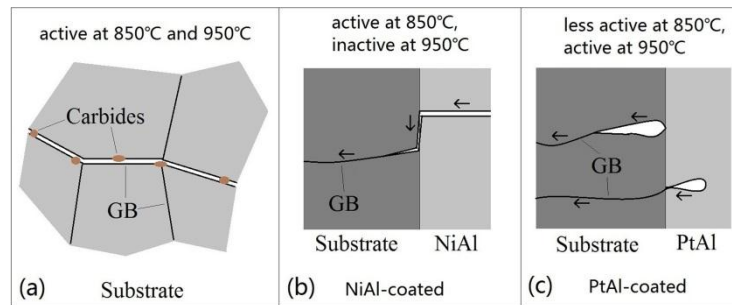 active at 850℃ and 950℃
Carbides
GB
(a)
Substrate
active at 850℃,
inactive at 950℃
GB
Substrate
NiAl
(b)
NiAl-coated
less active at 850℃,
active at 950℃
GB
Substrate
PtAl
(c)
PtAl-coated